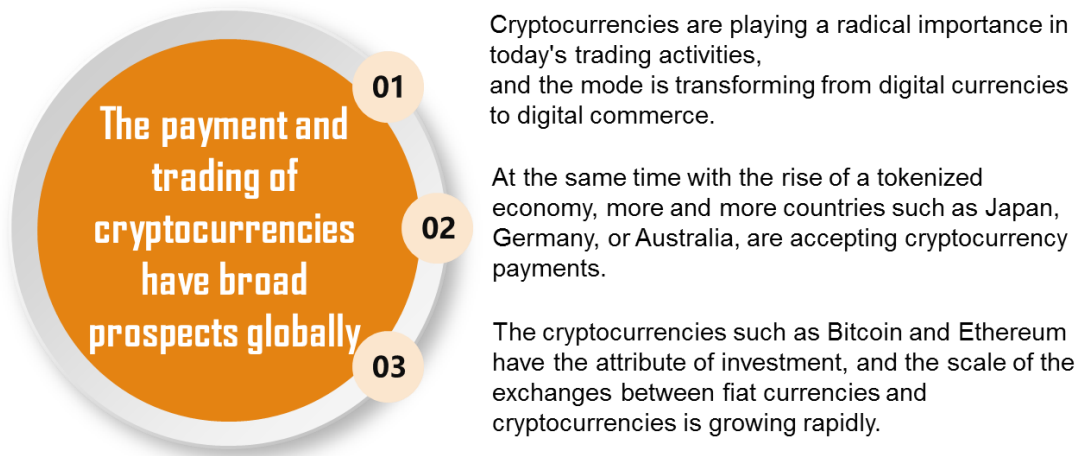 The payment and
trading of
cryptocurrencies
have broad
prospects globally
01
Cryptocurrencies are playing a radical importance in
today's trading activities,
and the mode is transforming from digital currencies
to digital commerce.
02
At the same time with the rise of a tokenized
economy, more and more countries such as Japan,
Germany, or Australia, are accepting cryptocurrency
payments.
03
The cryptocurrencies such as Bitcoin and Ethereum
have the attribute of investment, and the scale of the
exchanges between fiat currencies and
cryptocurrencies is growing rapidly.